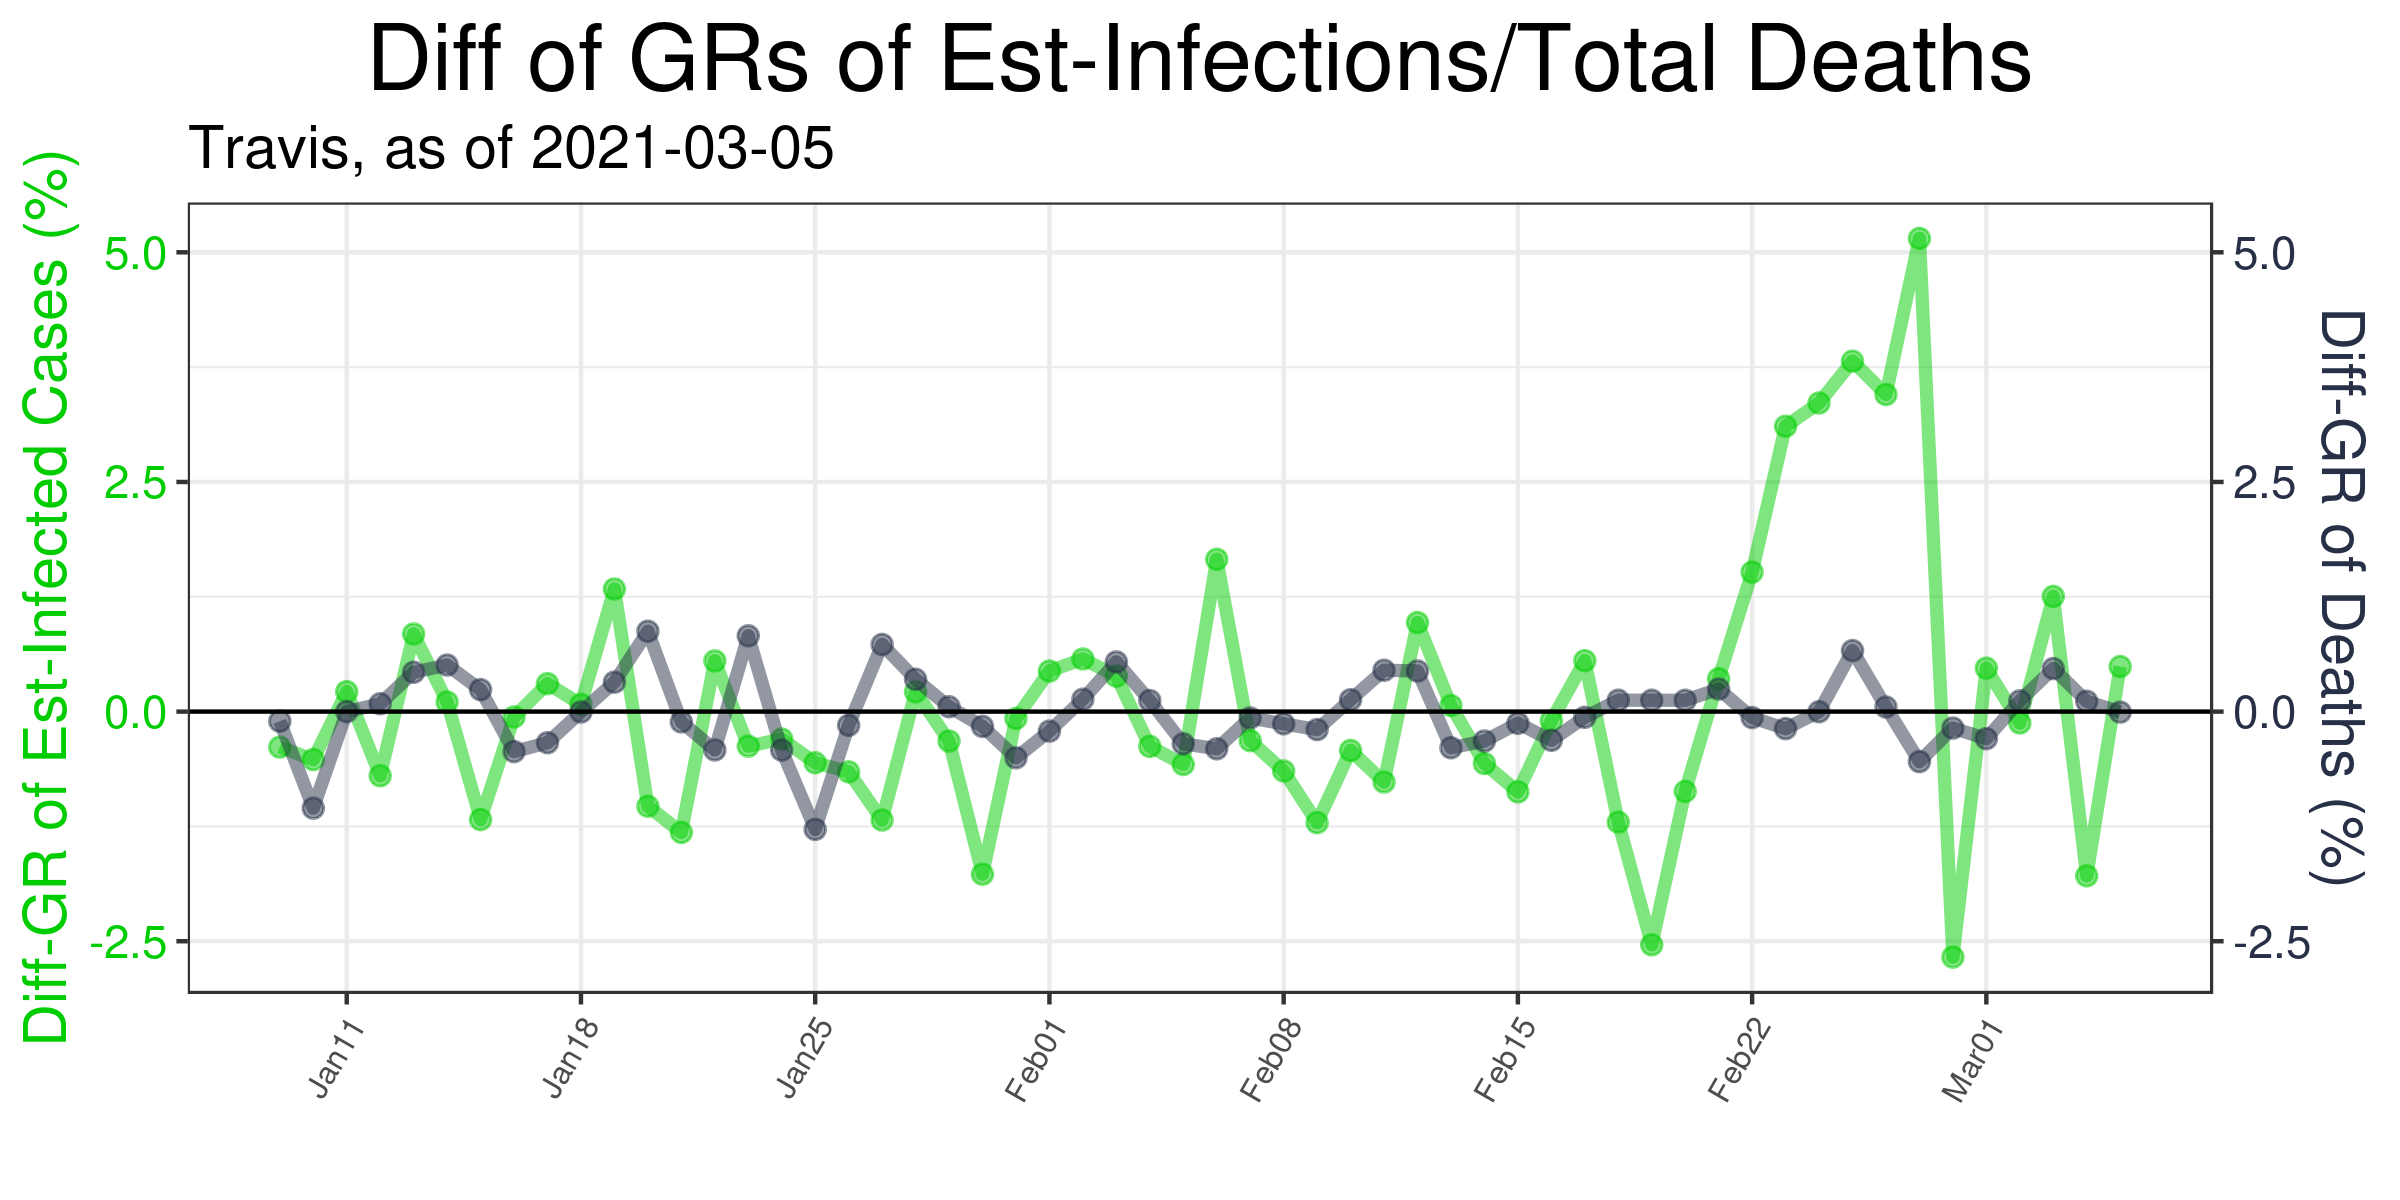 Diff of GRs of Est-Infections/Total Deaths
Travis, as of 2021-03-05
Diff-GR of Est-Infected Cases (%)
5.0
2.5
0.0
-2.5
5.0
2.5
0.0
-2.5
Diff-GR of Deaths (%)
Jan11
Jan18
Jan25
Feb01
Feb08
Feb15
Feb22
Mar01